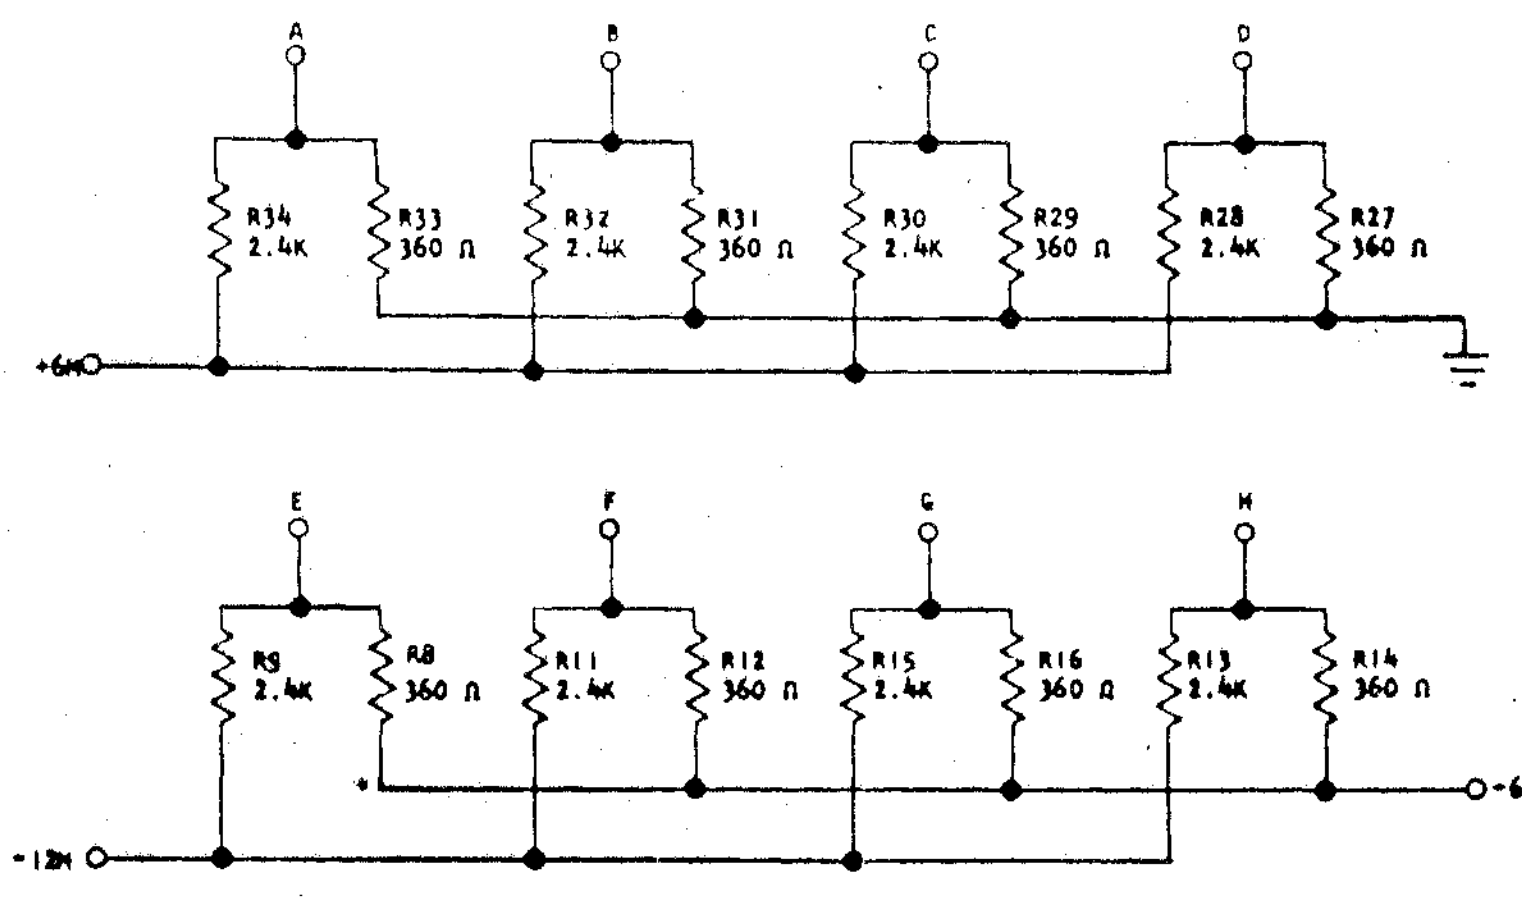 A B C D
R34 R33 R32 R31 R30 R29 R28 R27
2.4K 360 Ω 2.4K 360 Ω 2.4K 360 Ω 2.4K 360 Ω
+6M
E F G H
R9 R8 R11 R12 R15 R16 R13 R14
2.4K 360 Ω 2.4K 360 Ω 2.4K 360 Ω 2.4K 360 Ω
*
-6
-12M